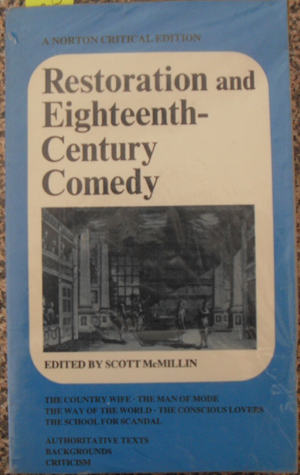 A NORTON CRITICAL EDITION
Restoration and
Eighteenth-
Century
Comedy
EDITED BY SCOTT McMILLIN
THE COUNTRY WIFE · THE MAN OF MODE
THE WAY OF THE WORLD · THE CONSCIOUS LOVERS
THE SCHOOL FOR SCANDAL
AUTHORITATIVE TEXTS
BACKGROUNDS
CRITICISM